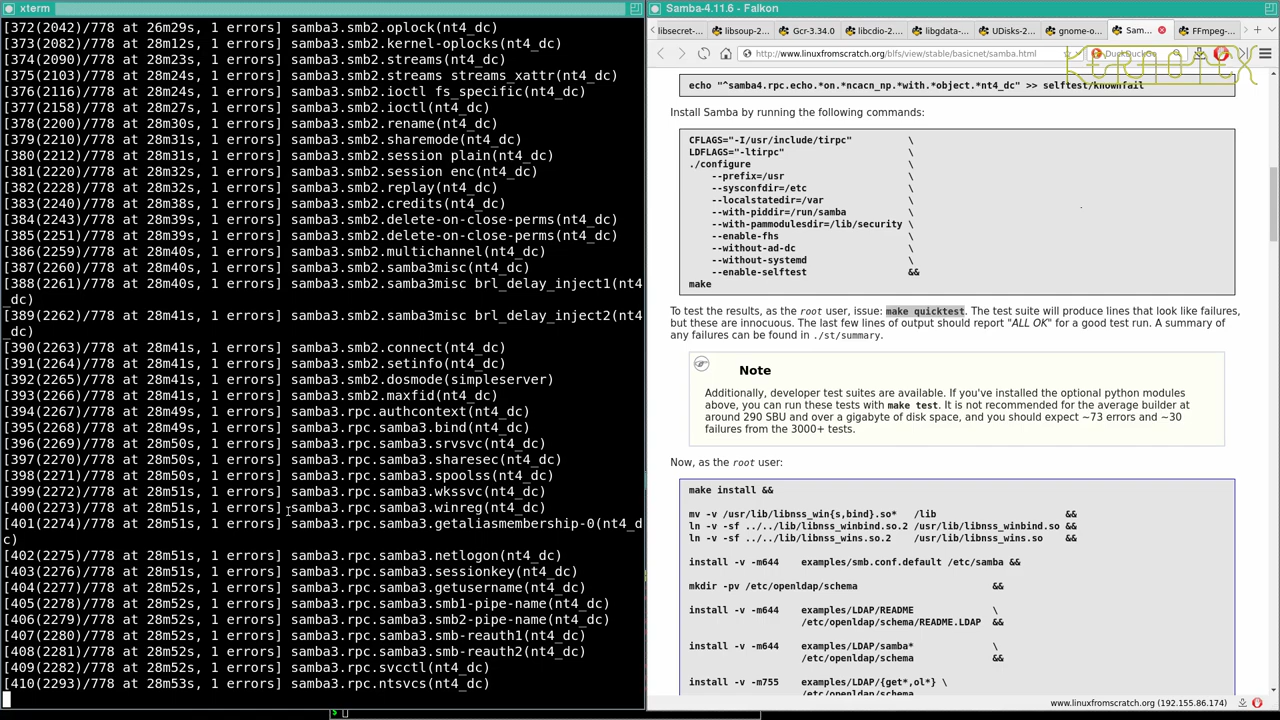 xterm
[372(2042)/778 at 26m29s, 1 errors] samba3.smb2.oplock(nt4_dc)
[373(2082)/778 at 28m12s, 1 errors] samba3.smb2.kernel-oplocks(nt4_dc)
samba3.smb2.streams(nt4_dc)
[375(2103)/778 at 28m24s, 1 errors] samba3.smb2.streams streams_xattr(nt4_dc)
[376(2116)/778 at 28m24s, 1 errors] samba3.smb2.ioctl fs_specific(nt4_dc)
[377(2158)/778 at 28m27s, 1 errors] samba3.smb2.ioctl(nt4_dc)
[378(2200)/778 at 28m30s, 1 errors] samba3.smb2.rename(nt4_dc)
[379(2210)/778 at 28m31s, 1 errors] samba3.smb2.sharemode(nt4_dc)
[380(2212)/778 at 28m31s, 1 errors] samba3.smb2.session plain(nt4_dc)
[381(2220)/778 at 28m32s, 1 errors] samba3.smb2.session enc(nt4_dc)
[382(2228)/778 at 28m32s, 1 errors] samba3.smb2.replay(nt4_dc)
[383(2240)/778 at 28m38s, 1 errors] samba3.smb2.credits(nt4_dc)
[384(2243)/778 at 28m39s, 1 errors] samba3.smb2.delete-on-close-perms(nt4_dc)
[385(2251)/778 at 28m39s, 1 errors] samba3.smb2.delete-on-close-perms(nt4_dc)
[386(2259)/778 at 28m40s, 1 errors] samba3.smb2.multichannel(nt4_dc)
[387(2260)/778 at 28m40s, 1 errors] samba3.smb2.samba3misc(nt4_dc)
[388(2261)/778 at 28m40s, 1 errors] samba3.smb2.samba3misc brl_delay_inject1(nt4
_dc)
[389(2262)/778 at 28m41s, 1 errors] samba3.smb2.samba3misc brl_delay_inject2(nt4
_dc)
[390(2263)/778 at 28m41s, 1 errors] samba3.smb2.connect(nt4_dc)
[391(2264)/778 at 28m41s, 1 errors] samba3.smb2.setinfo(nt4_dc)
[392(2265)/778 at 28m41s, 1 errors] samba3.smb2.dosmode(simpleserver)
[393(2266)/778 at 28m41s, 1 errors] samba3.smb2.maxfid(nt4_dc)
[394(2267)/778 at 28m49s, 1 errors] samba3.rpc.authcontext(nt4_dc)
[395(2268)/778 at 28m49s, 1 errors] samba3.rpc.samba3.bind(nt4_dc)
[396(2269)/778 at 28m50s, 1 errors] samba3.rpc.samba3.srvsvc(nt4_dc)
[397(2270)/778 at 28m50s, 1 errors] samba3.rpc.samba3.sharesec(nt4_dc)
[398(2271)/778 at 28m50s, 1 errors] samba3.rpc.samba3.spoolss(nt4_dc)
[399(2272)/778 at 28m51s, 1 errors] samba3.rpc.samba3.wkssvc(nt4_dc)
[400(2273)/778 at 28m51s, 1 errors] samba3.rpc.samba3.winreg(nt4_dc)
[401(2274)/778 at 28m51s, 1 errors] samba3.rpc.samba3.getaliasmembership-0(nt4_d
c)
[402(2275)/778 at 28m51s, 1 errors] samba3.rpc.samba3.netlogon(nt4_dc)
[403(2276)/778 at 28m51s, 1 errors] samba3.rpc.samba3.sessionkey(nt4_dc)
[404(2277)/778 at 28m52s, 1 errors] samba3.rpc.samba3.getusername(nt4_dc)
[405(2278)/778 at 28m52s, 1 errors] samba3.rpc.samba3.smb1-pipe-name(nt4_dc)
[406(2279)/778 at 28m52s, 1 errors] samba3.rpc.samba3.smb2-pipe-name(nt4_dc)
[407(2280)/778 at 28m52s, 1 errors] samba3.rpc.samba3.smb-reauth1(nt4_dc)
[408(2281)/778 at 28m52s, 1 errors] samba3.rpc.samba3.smb-reauth2(nt4_dc)
[409(2282)/778 at 28m52s, 1 errors] samba3.rpc.svcctl(nt4_dc)
[410(2293)/778 at 28m53s, 1 errors] samba3.rpc.ntsvcs(nt4_dc)
$
Samba-4.11.6 - Falkon
libsecret-... libsoup-2... Gcr-3.34.0 libcdio-2... libgdata-... UDisks-2... gnome-o... Sam... FFmpeg-...
http://www.linuxfromscratch.org/blfs/view/stable/basicnet/samba.html DuckDuckGo
KERNOTEX
echo "^samba4.rpc.echo.*on.*ncacn_np.*with.*object.*nt4_dc" >> selftest/knownfail
Install Samba by running the following commands:
CFLAGS="-I/usr/include/tirpc" \
LDFLAGS="-ltirpc" \
./configure \
--prefix=/usr \
--sysconfdir=/etc \
--localstatedir=/var \
--with-piddir=/run/samba \
--with-pammodulesdir=/lib/security \
--enable-fhs \
--without-ad-dc \
--without-systemd \
--enable-selftest &&
make
To test the results, as the root user, issue: make quicktest. The test suite will produce lines that look like failures,
but these are innocuous. The last few lines of output should report "ALL OK" for a good test run. A summary of
any failures can be found in ./st/summary.
Note
Additionally, developer test suites are available. If you've installed the optional python modules
above, you can run these tests with make test. It is not recommended for the average builder at
around 290 SBU and over a gigabyte of disk space, and you should expect ~73 errors and ~30
failures from the 3000+ tests.
Now, as the root user:
make install &&
mv -v /usr/lib/libnss_win{s,bind}.so* /lib &&
ln -v -sf ../../lib/libnss_winbind.so.2 /usr/lib/libnss_winbind.so &&
ln -v -sf ../../lib/libnss_wins.so.2 /usr/lib/libnss_wins.so &&
install -v -m644 examples/smb.conf.default /etc/samba &&
mkdir -pv /etc/openldap/schema &&
install -v -m644 examples/LDAP/README \
/etc/openldap/schema/README.LDAP &&
install -v -m644 examples/LDAP/samba* \
/etc/openldap/schema &&
install -v -m755 examples/LDAP/{get*,ol*} \
/etc/openldap/schema
www.linuxfromscratch.org (192.155.86.174)